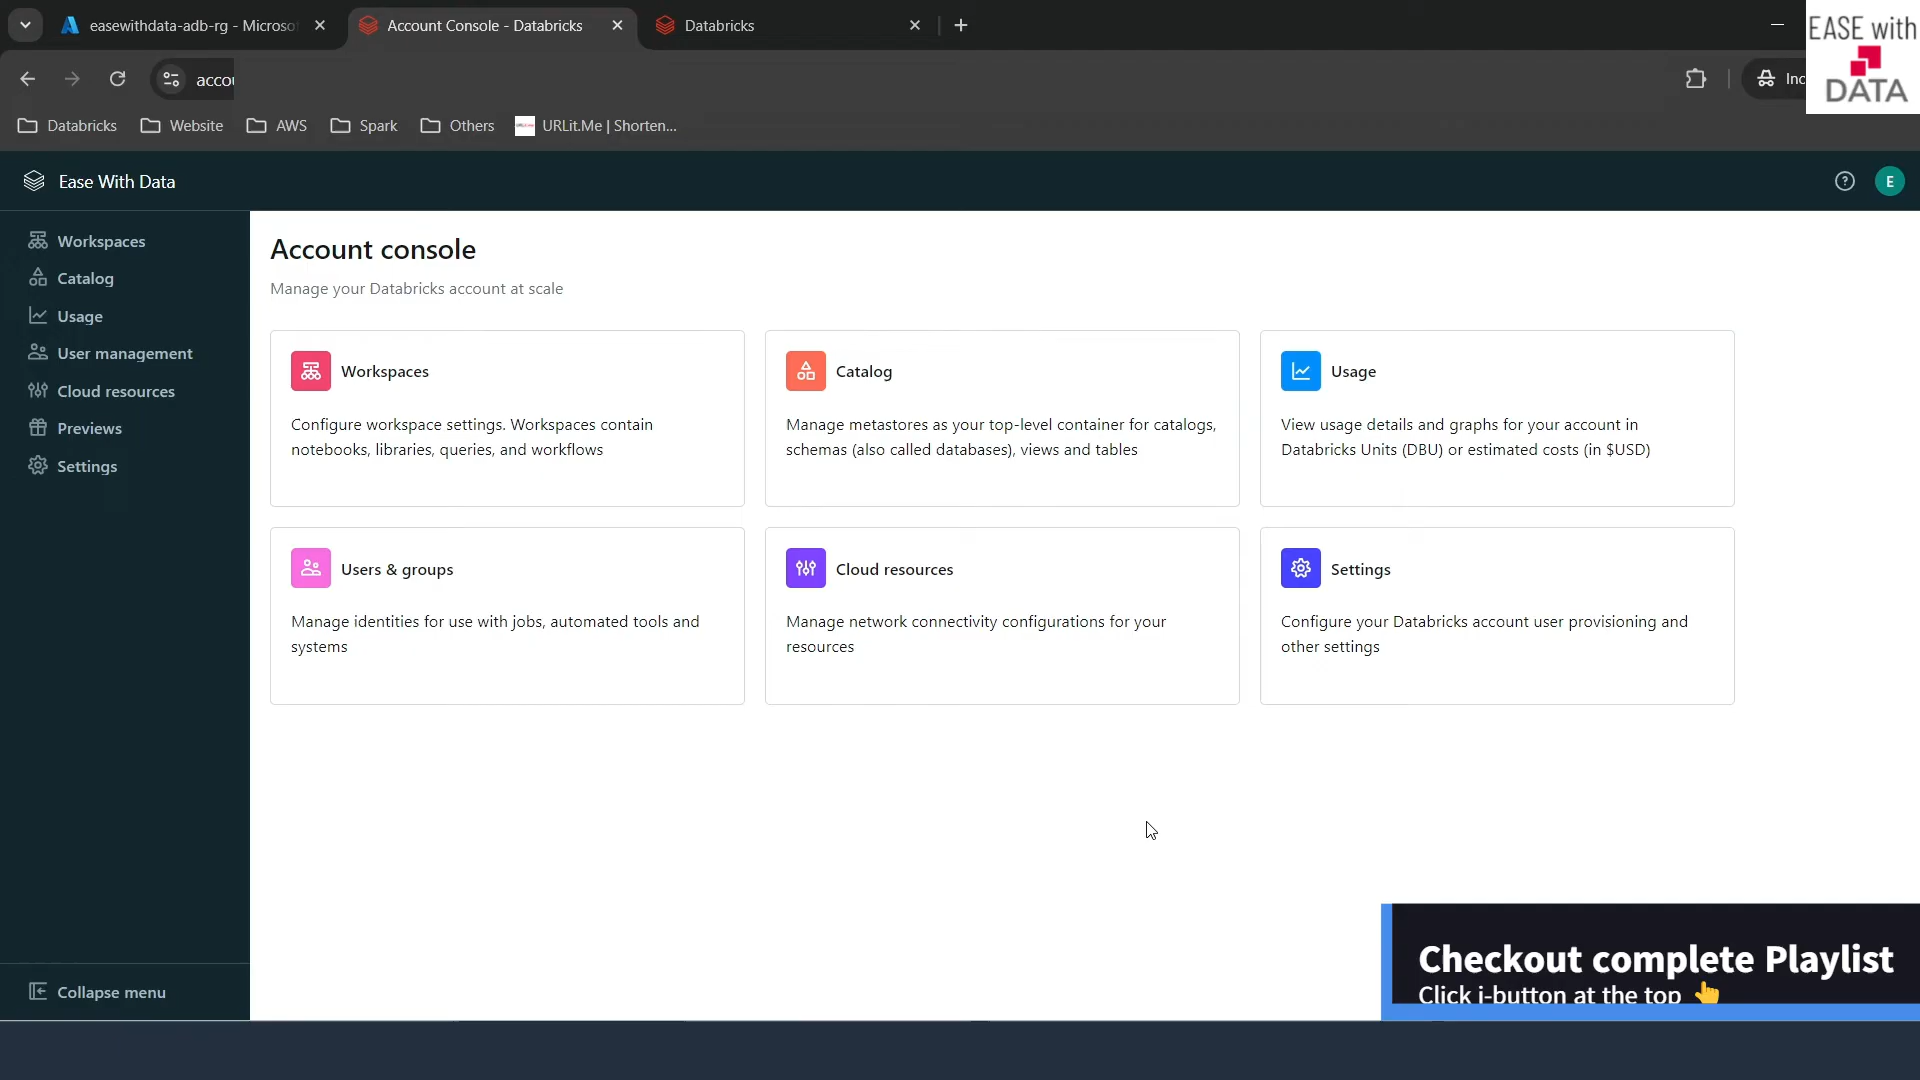 easewithdata-adb-rg - Microso
Account Console - Databricks
Databricks
EASE with
DATA
accou
Inc
Databricks
Website
AWS
Spark
Others
URLit.Me | Shorten...
Ease With Data
E
Workspaces
Catalog
Usage
User management
Cloud resources
Previews
Settings
Collapse menu
Account console
Manage your Databricks account at scale
Workspaces
Configure workspace settings. Workspaces contain
notebooks, libraries, queries, and workflows
Catalog
Manage metastores as your top-level container for catalogs,
schemas (also called databases), views and tables
Usage
View usage details and graphs for your account in
Databricks Units (DBU) or estimated costs (in $USD)
Users & groups
Manage identities for use with jobs, automated tools and
systems
Cloud resources
Manage network connectivity configurations for your
resources
Settings
Configure your Databricks account user provisioning and
other settings
Checkout complete Playlist
Click i-button at the top 👆